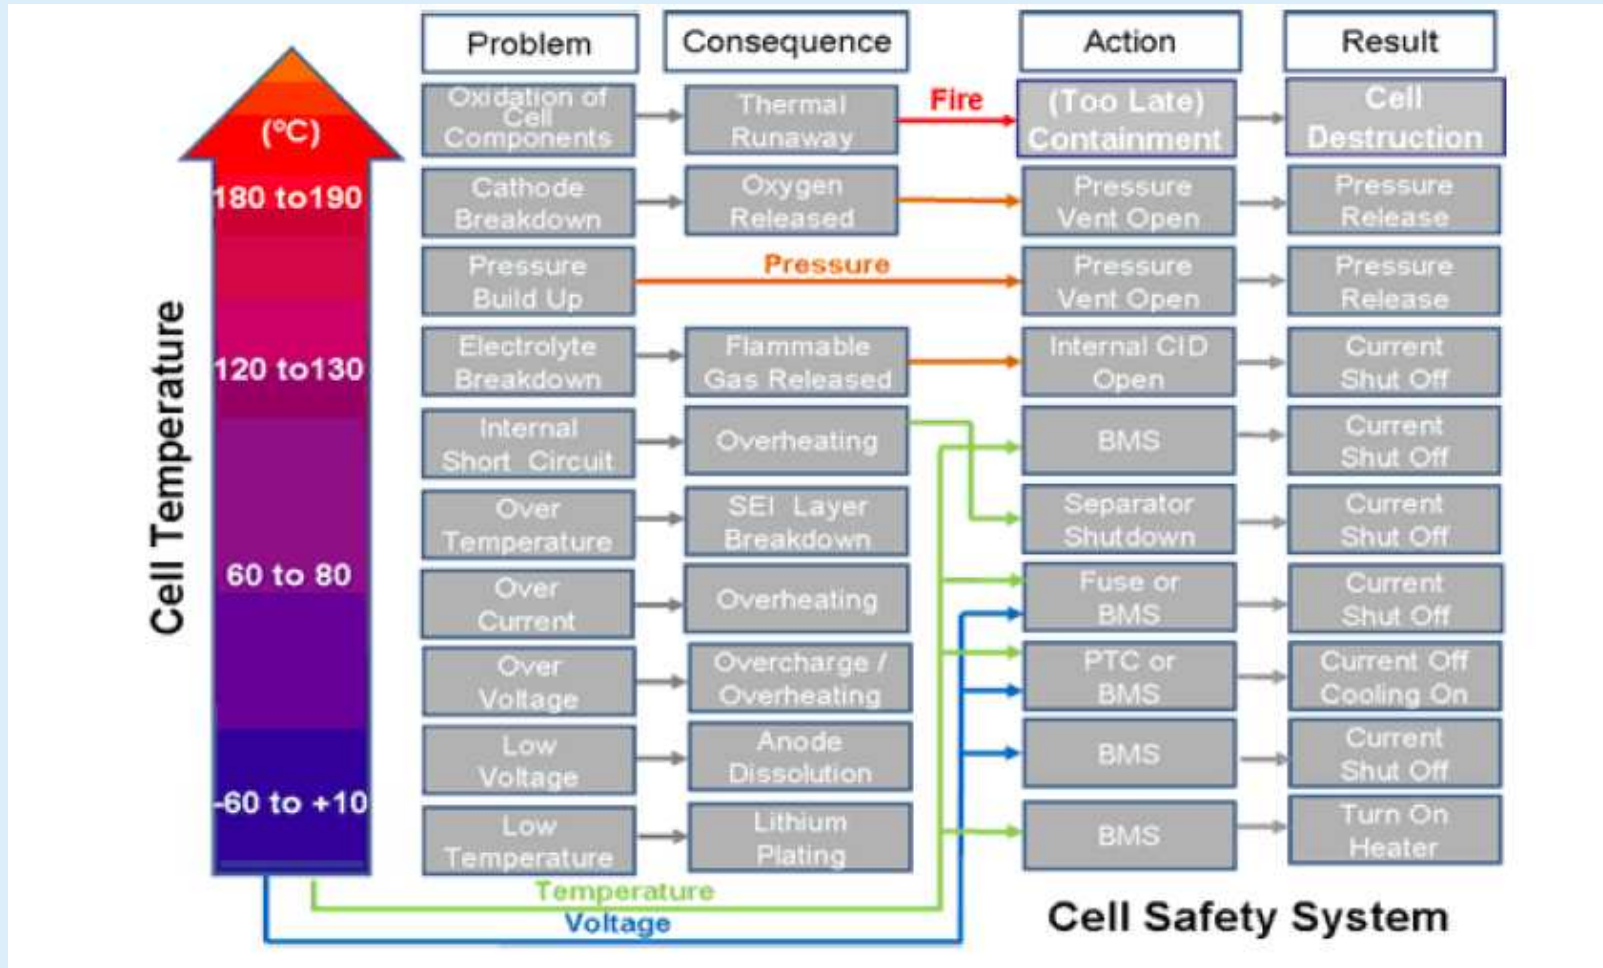 Problem
Consequence
Action
Result
Oxidation of
Cell
Components
Thermal
Runaway
Fire
(Too Late)
Containment
Cell
Destruction
Cathode
Breakdown
Oxygen
Released
Pressure
Vent Open
Pressure
Release
Pressure
Build Up
Pressure
Pressure
Vent Open
Pressure
Release
Electrolyte
Breakdown
Flammable
Gas Released
Internal CID
Open
Current
Shut Off
Internal
Short Circuit
Overheating
BMS
Current
Shut Off
Over
Temperature
SEI Layer
Breakdown
Separator
Shutdown
Current
Shut Off
Over
Current
Overheating
Fuse or
BMS
Current
Shut Off
Over
Voltage
Overcharge /
Overheating
PTC or
BMS
Current Off
Cooling On
Low
Voltage
Anode
Dissolution
BMS
Current
Shut Off
Low
Temperature
Lithium
Plating
BMS
Turn On
Heater
Cell Temperature
(ºC)
180 to190
120 to130
60 to 80
-60 to +10
Temperature
Voltage
Cell Safety System